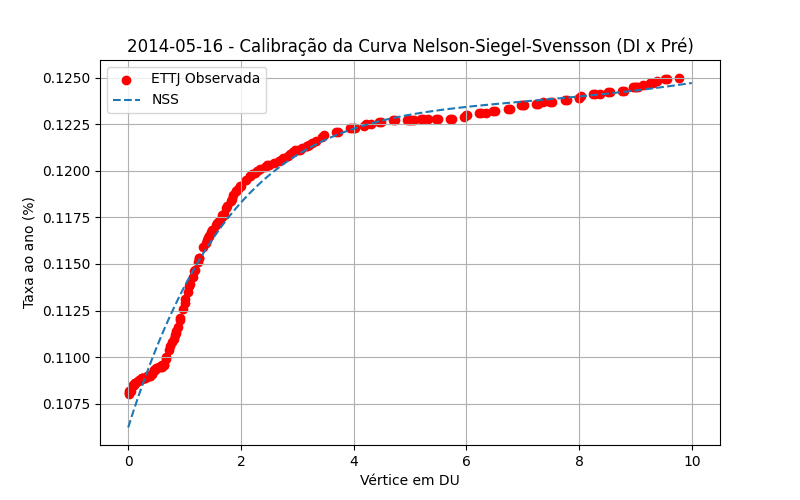 2014-05-16 - Calibração da Curva Nelson-Siegel-Svensson (DI x Pré)
ETTJ Observada
NSS
Taxa ao ano (%)
0.1250
0.1225
0.1200
0.1175
0.1150
0.1125
0.1100
0.1075
0 2 4 6 8 10
Vértice em DU